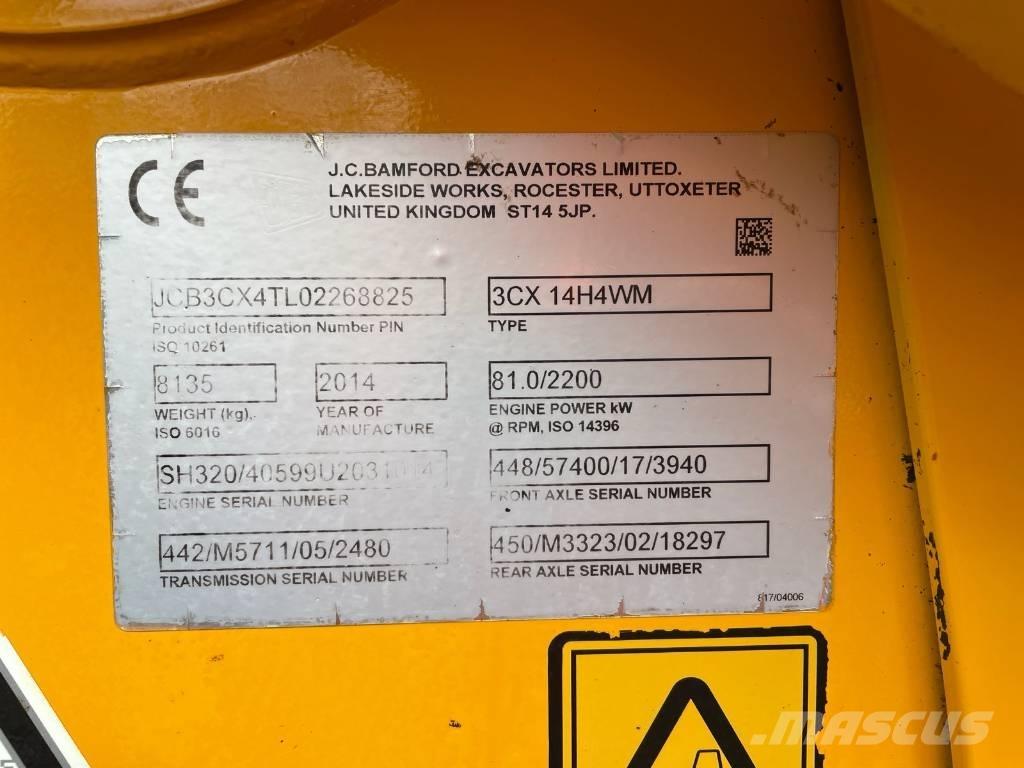 CE
J.C.BAMFORD EXCAVATORS LIMITED.
LAKESIDE WORKS, ROCESTER, UTTOXETER
UNITED KINGDOM ST14 5JP.
JCB3CX4TL02268825
Product Identification Number PIN
ISO 10261
3CX 14H4WM
TYPE
8135
WEIGHT (kg),
ISO 6016
2014
YEAR OF
MANUFACTURE
81.0/2200
ENGINE POWER kW
@ RPM, ISO 14396
ENGINE SERIAL NUMBER
448/57400/17/3940
FRONT AXLE SERIAL NUMBER
442/M5711/05/2480
TRANSMISSION SERIAL NUMBER
450/M3323/02/18297
REAR AXLE SERIAL NUMBER
817/04006
MASCUS